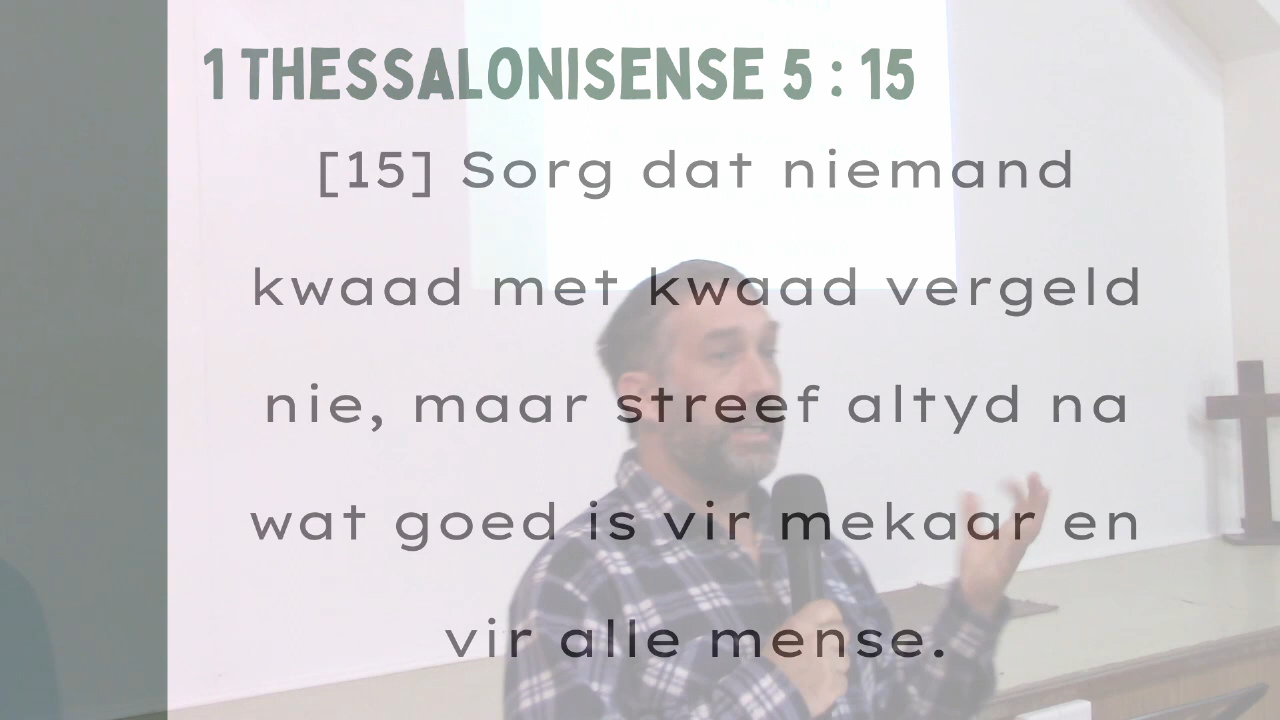 1 THESSALONISENSE 5 : 15
[15] Sorg dat niemand
kwaad met kwaad vergeld
nie, maar streef altyd na
wat goed is vir mekaar en
vir alle mense.